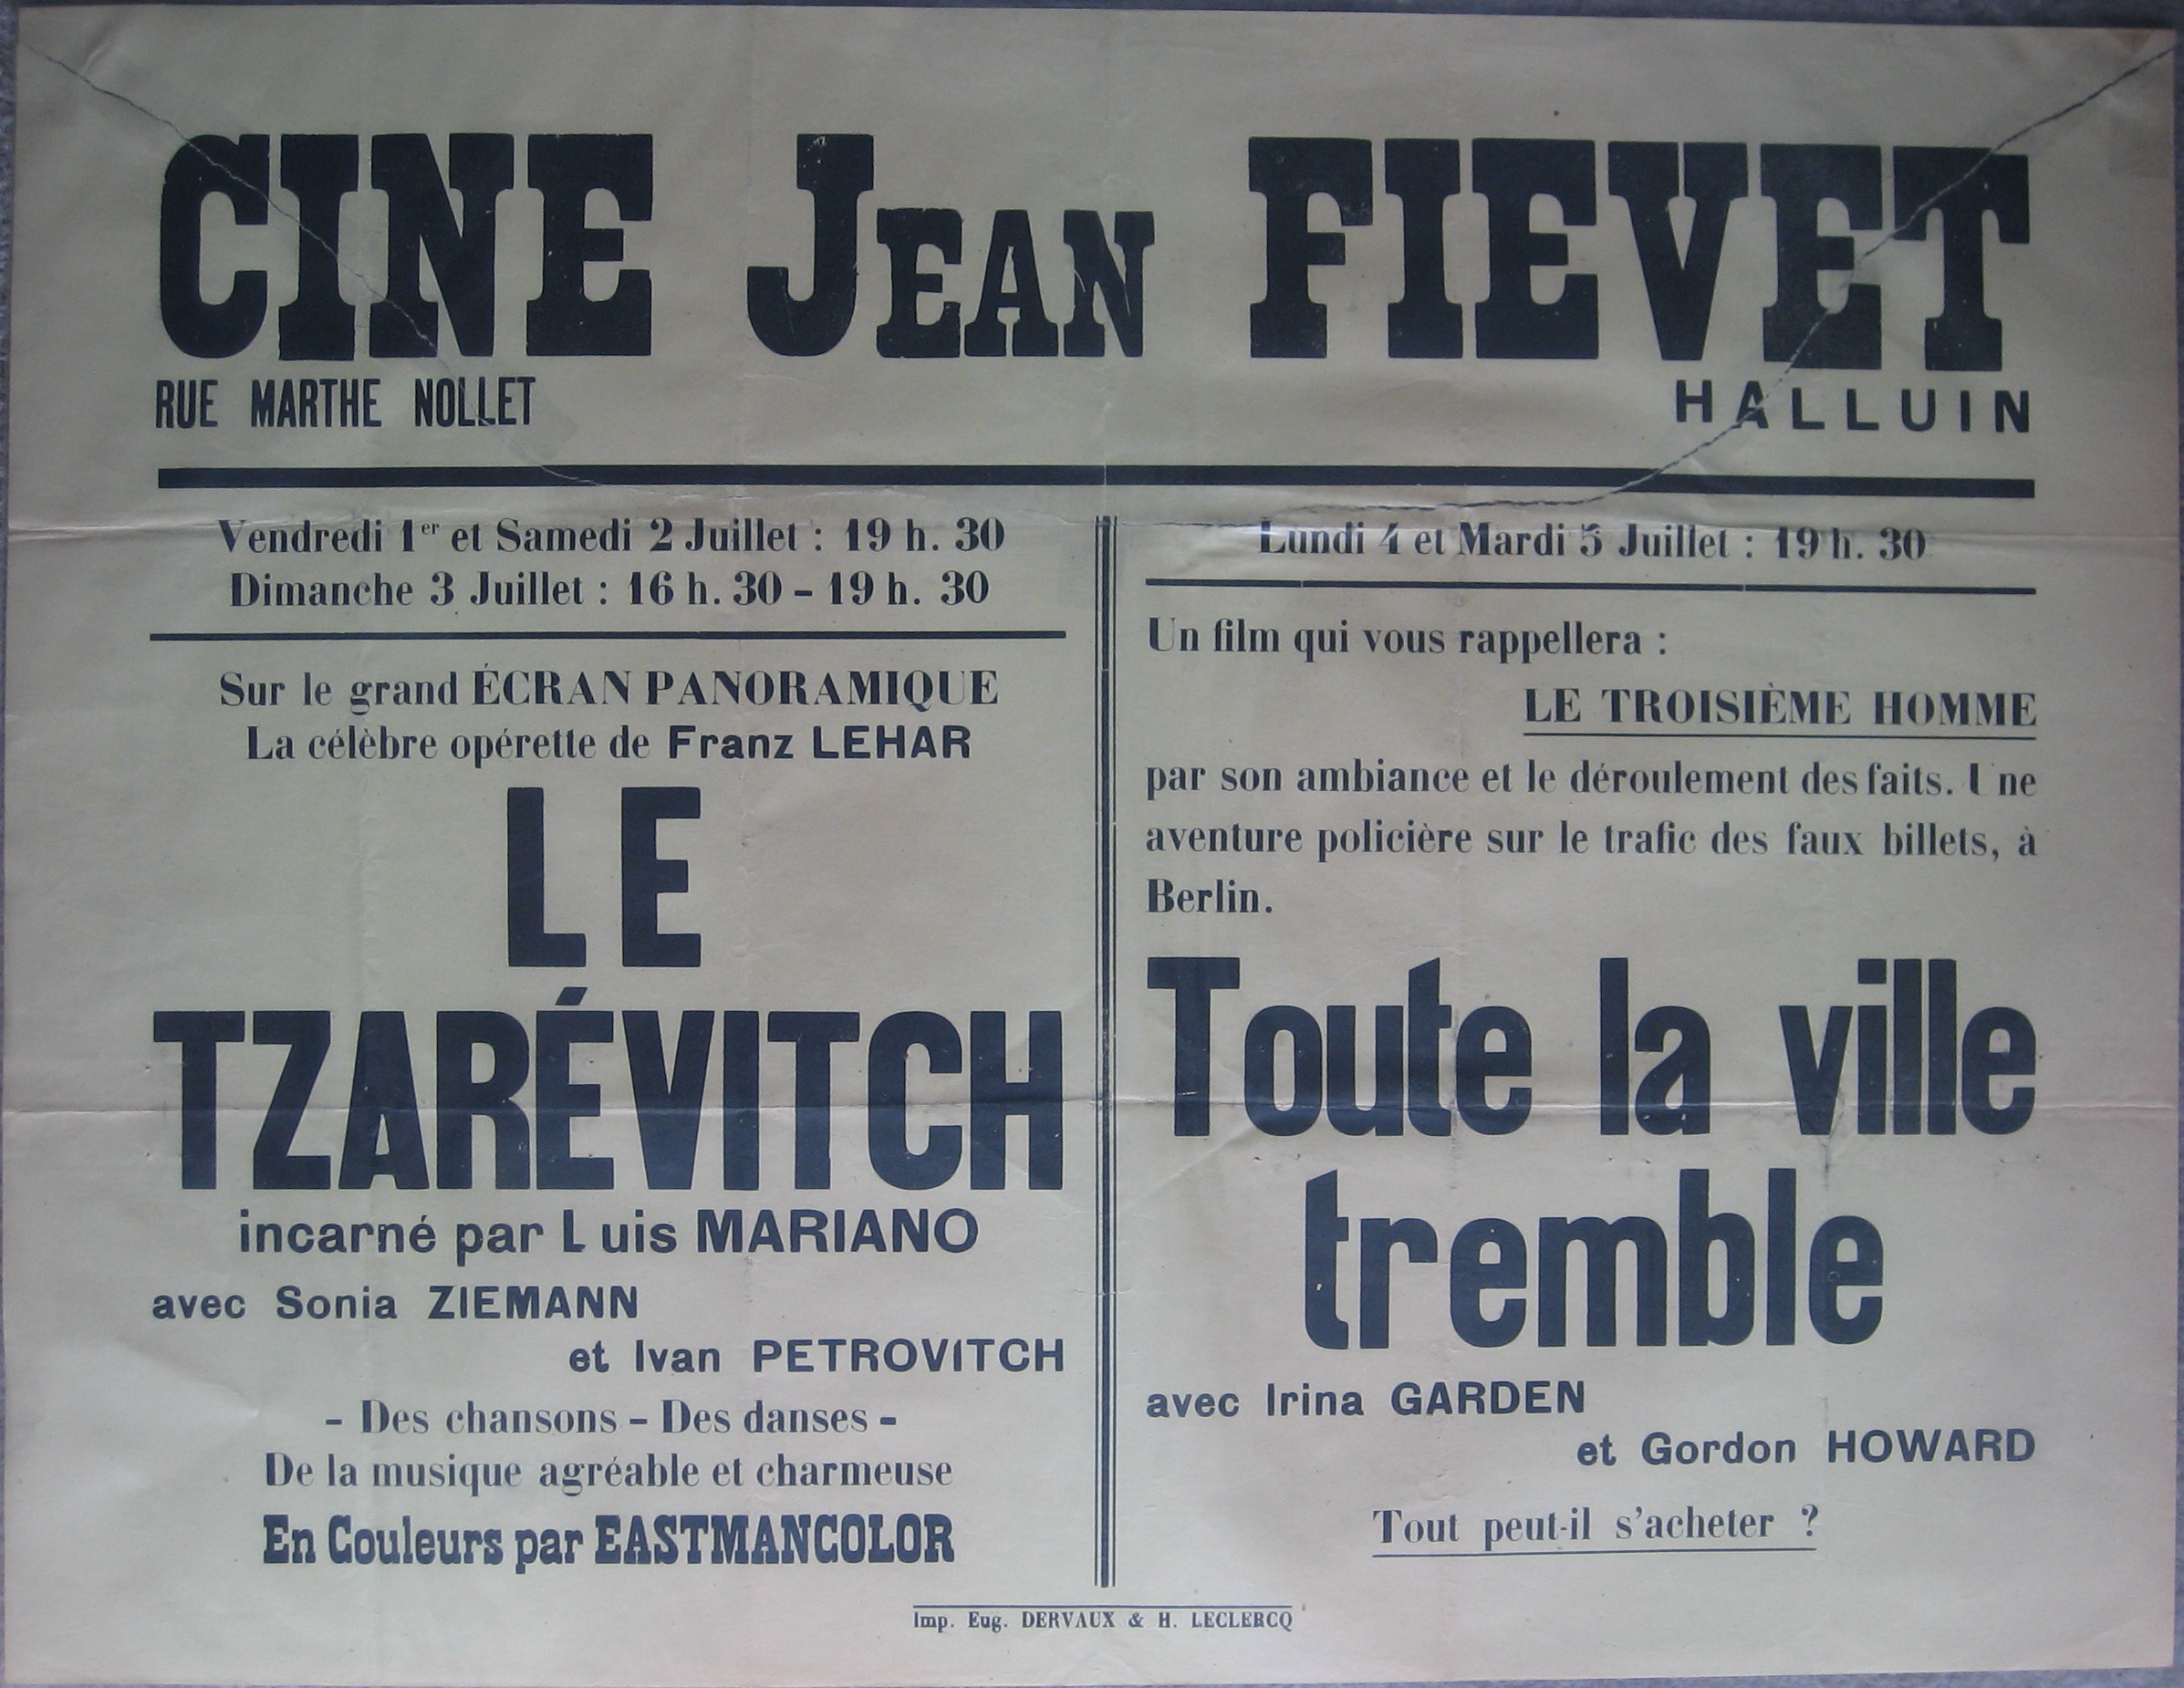 CINE JEAN FIEVET
RUE MARTHE NOLLET
HALLUIN
Vendredi 1er et Samedi 2 Juillet : 19 h. 30
Dimanche 3 Juillet : 16 h. 30 – 19 h. 30
Sur le grand ÉCRAN PANORAMIQUE
La célèbre opérette de Franz LEHAR
LE
TZARÉVITCH
incarné par Luis MARIANO
avec Sonia ZIEMANN
et Ivan PETROVITCH
– Des chansons – Des danses –
De la musique agréable et charmeuse
En Couleurs par EASTMANCOLOR
Lundi 4 et Mardi 5 Juillet : 19 h. 30
Un film qui vous rappellera :
LE TROISIÈME HOMME
par son ambiance et le déroulement des faits. Une
aventure policière sur le trafic des faux billets, à
Berlin.
Toute la ville
tremble
avec Irina GARDEN
et Gordon HOWARD
Tout peut-il s'acheter ?
Imp. Eug. DERVAUX & H. LECLERCQ